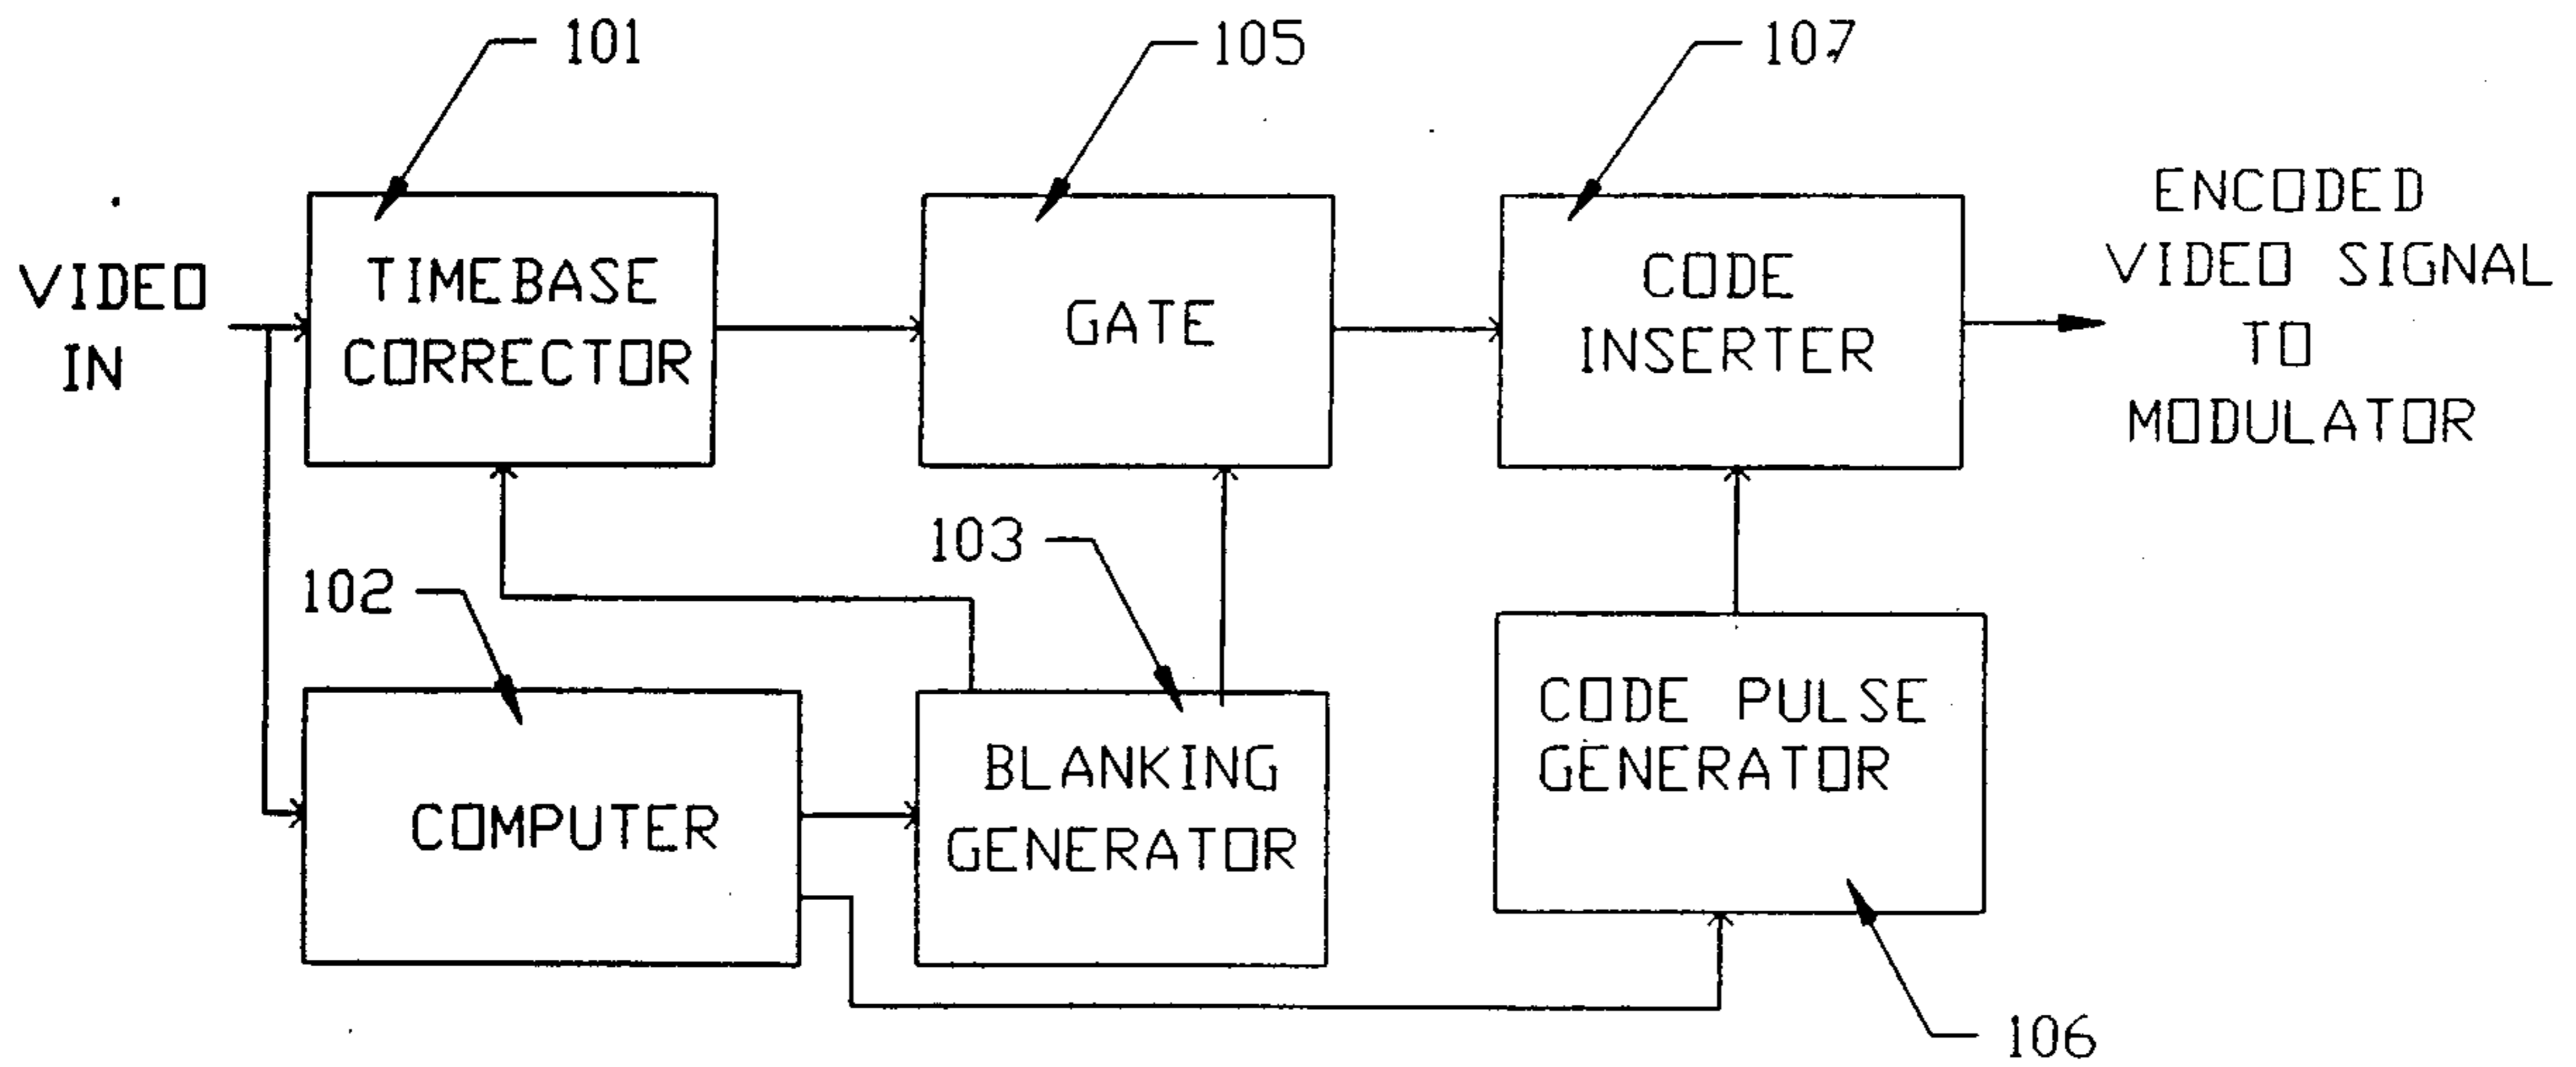 101
105
107
VIDEO
IN
TIMEBASE
CORRECTOR
GATE
CODE
INSERTER
ENCODED
VIDEO SIGNAL
TO
MODULATOR
102
103
COMPUTER
BLANKING
GENERATOR
CODE PULSE
GENERATOR
106